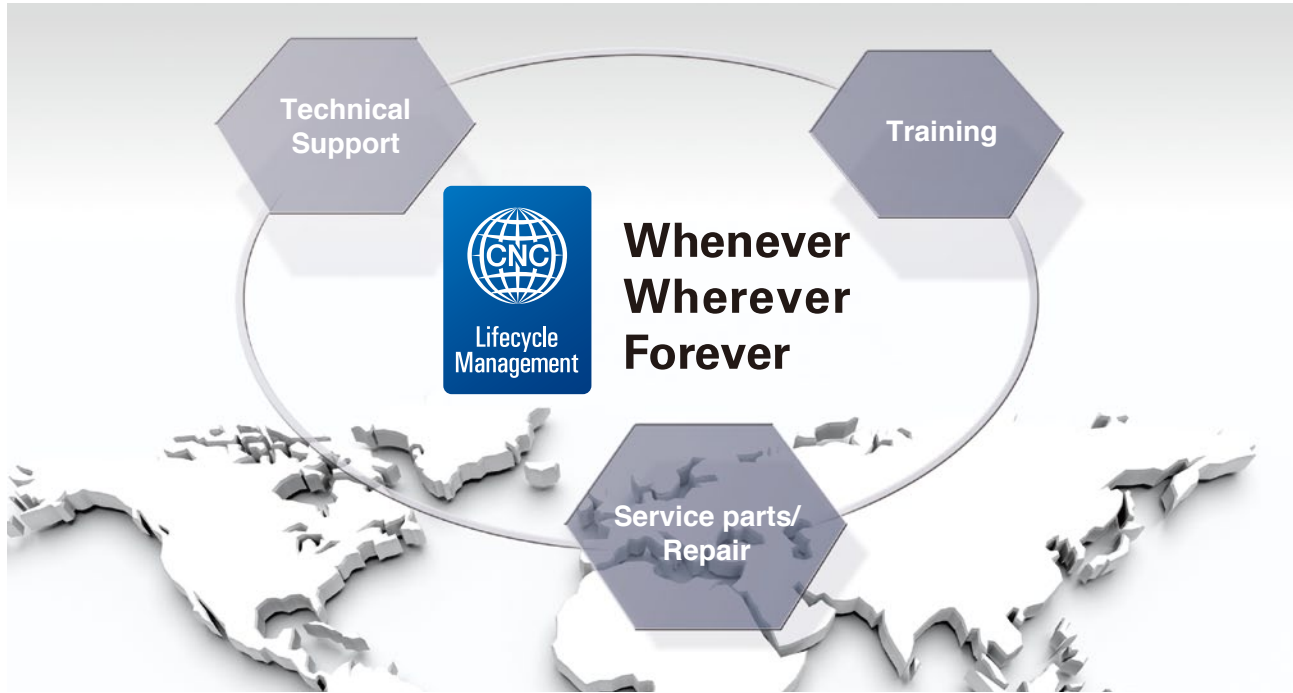 Technical
Support
Training
CNC
Lifecycle
Management
Whenever
Wherever
Forever
Service parts/
Repair